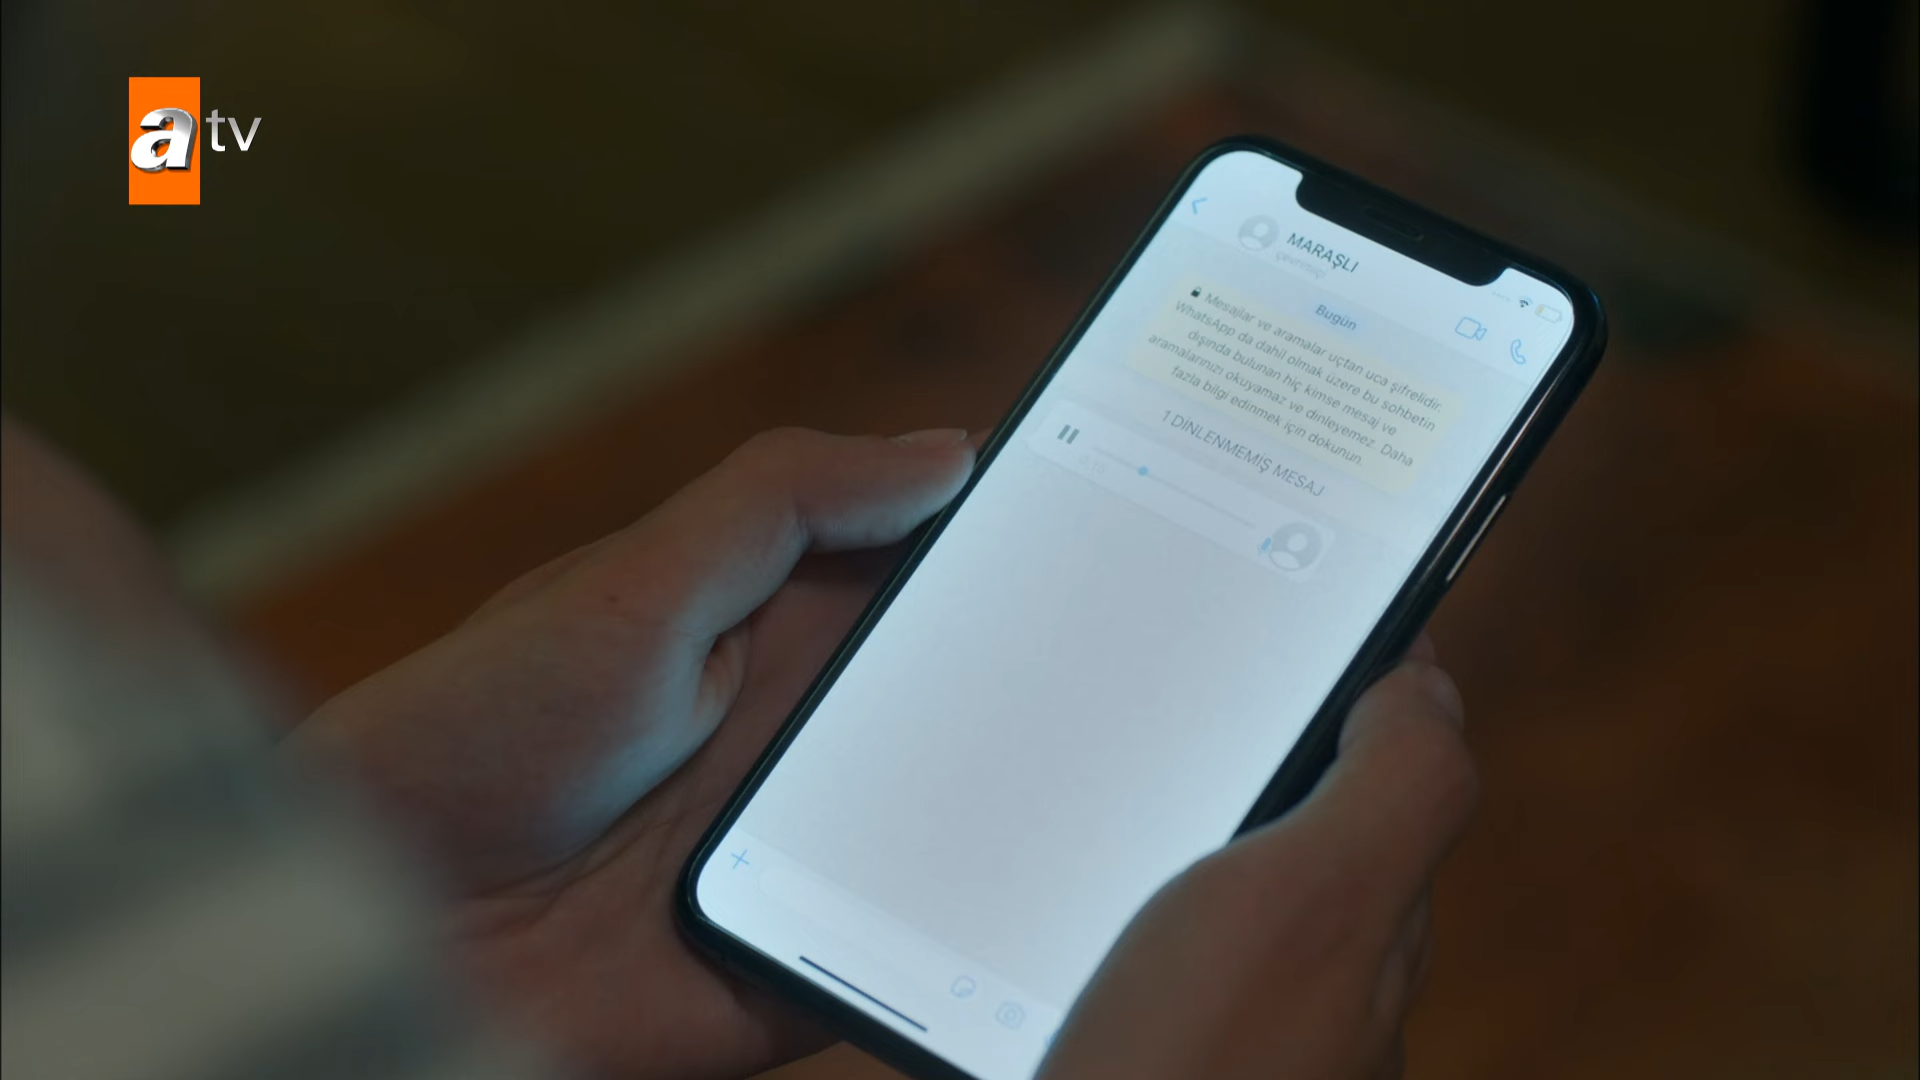 atv
MARAŞLI
çevrimiçi
Bugün
Mesajlar ve aramalar uçtan uca şifrelidir.
WhatsApp da dahil olmak üzere bu sohbetin
dışında bulunan hiç kimse mesaj ve
aramalarınızı okuyamaz ve dinleyemez. Daha
fazla bilgi edinmek için dokunun.
1 DİNLENMEMİŞ MESAJ